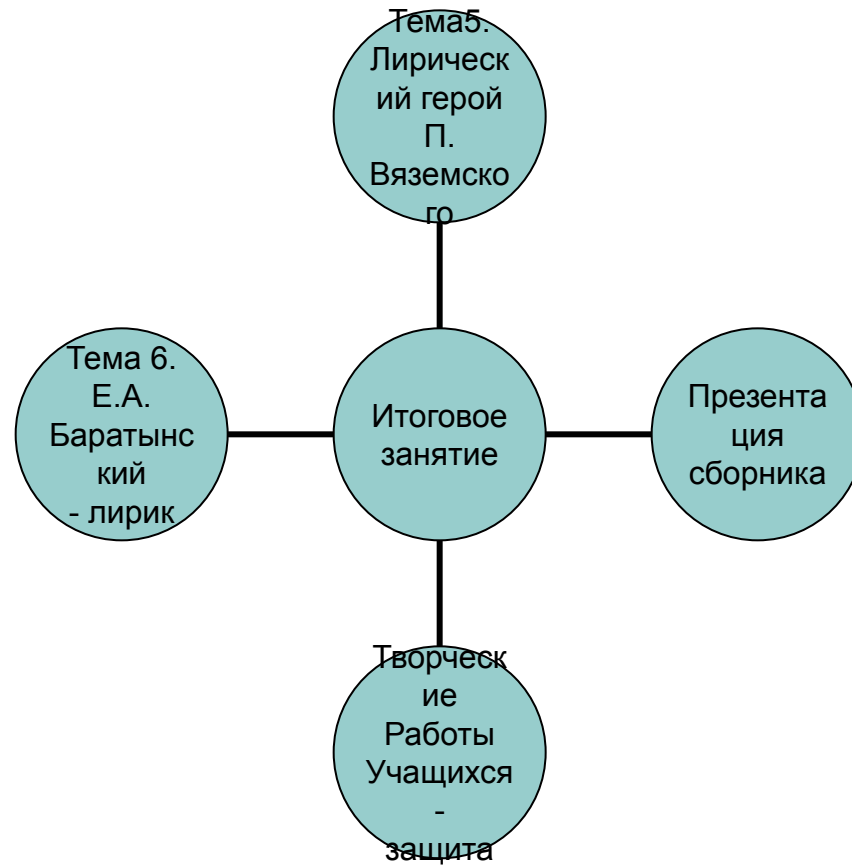 Тема5.
Лирическ
ий герой
П.
Вяземско
го
Тема 6.
Е.А.
Баратынс
кий
- лирик
Итоговое
занятие
Презента
ция
сборника
Творческ
ие
Работы
Учащихся
-
защита